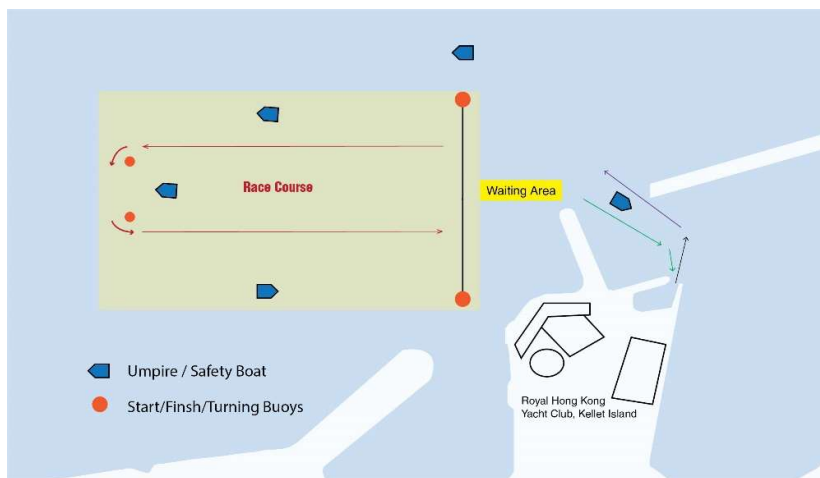 Race Course
Waiting Area
Umpire / Safety Boat
Start/Finsh/Turning Buoys
Royal Hong Kong
Yacht Club, Kellet Island